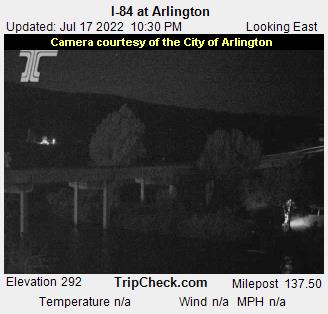 I-84 at Arlington
Updated: Jul 17 2022 10:30 PM Looking East
Camera courtesy of the City of Arlington
Elevation 292 TripCheck.com Milepost 137.50
Temperature n/a Wind n/a MPH n/a